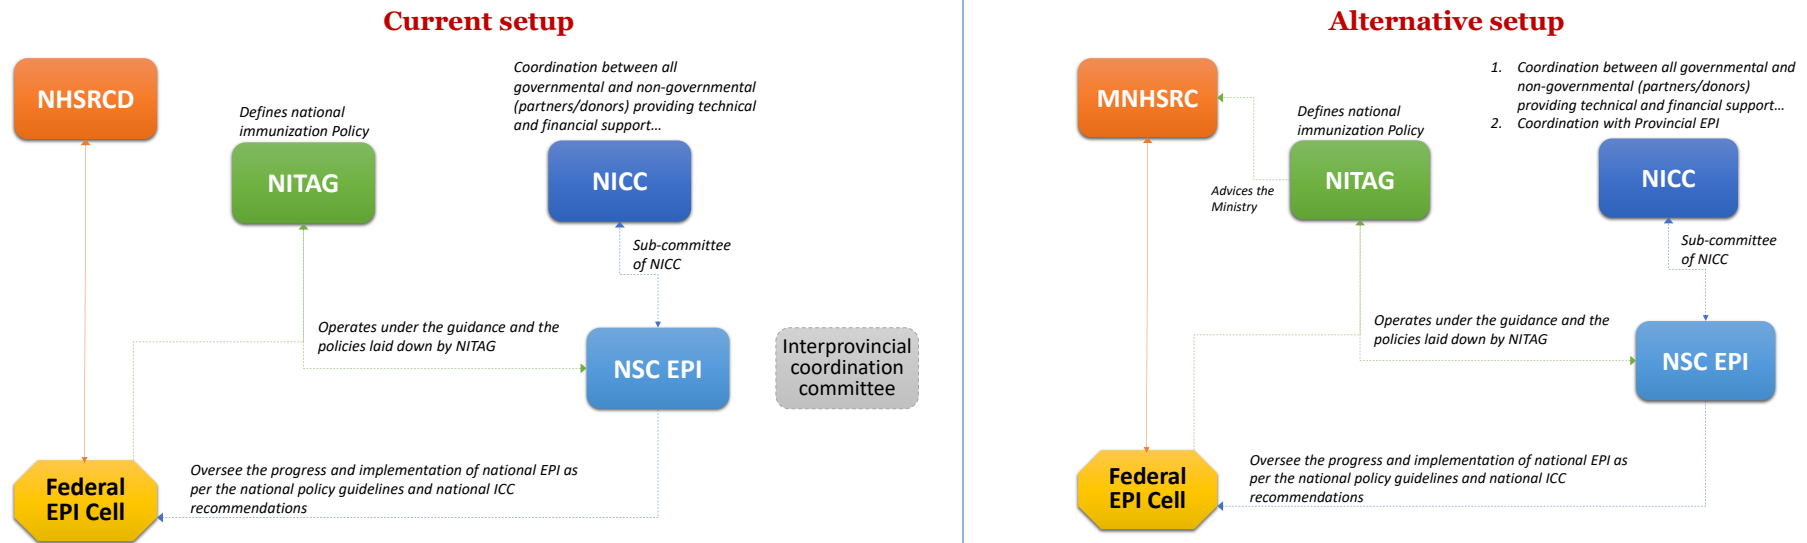 Current setup
NHSRCD
Defines national
immunization Policy
NITAG
Coordination between all
governmental and non-governmental
(partners/donors) providing technical
and financial support…
NICC
Sub-committee
of NICC
Operates under the guidance and the
policies laid down by NITAG
NSC EPI
Interprovincial
coordination
committee
Federal
EPI Cell
Oversee the progress and implementation of national EPI as
per the national policy guidelines and national ICC
recommendations
Alternative setup
MNHSRC
Defines national
immunization Policy
NITAG
Advices the
Ministry
1. Coordination between all governmental and
non-governmental (partners/donors)
providing technical and financial support…
2. Coordination with Provincial EPI
NICC
Sub-committee
of NICC
Operates under the guidance and the
policies laid down by NITAG
NSC EPI
Federal
EPI Cell
Oversee the progress and implementation of national EPI as
per the national policy guidelines and national ICC
recommendations